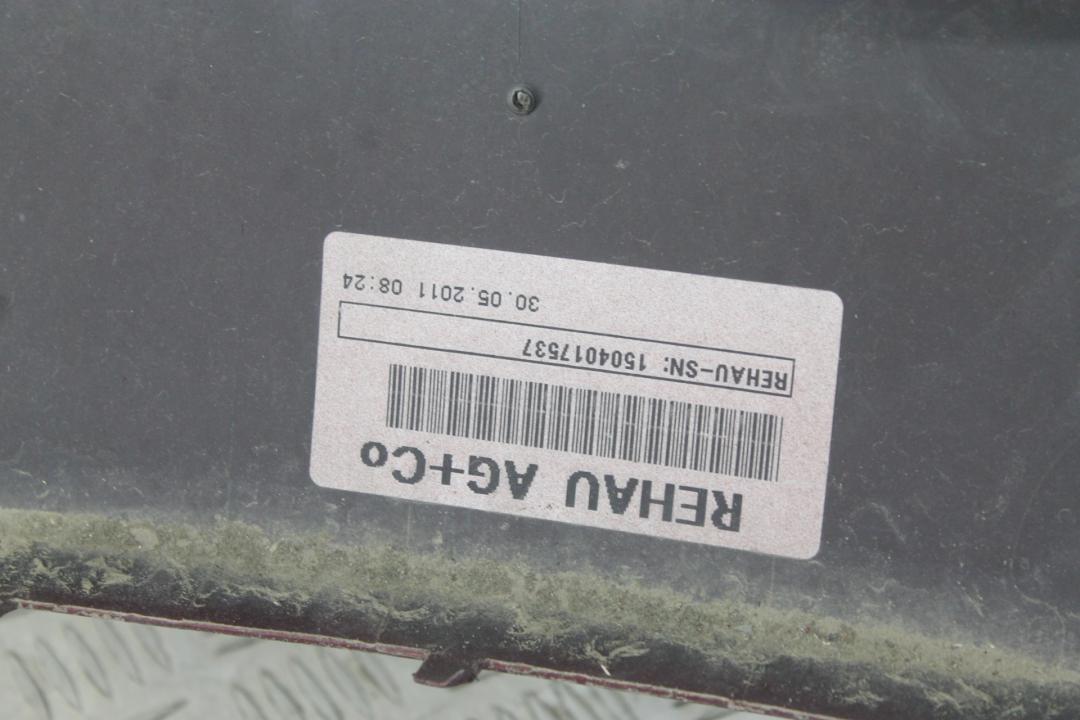 REHAU AG+Co
REHAU-SN: 1504017537
30.05.2011 08:24